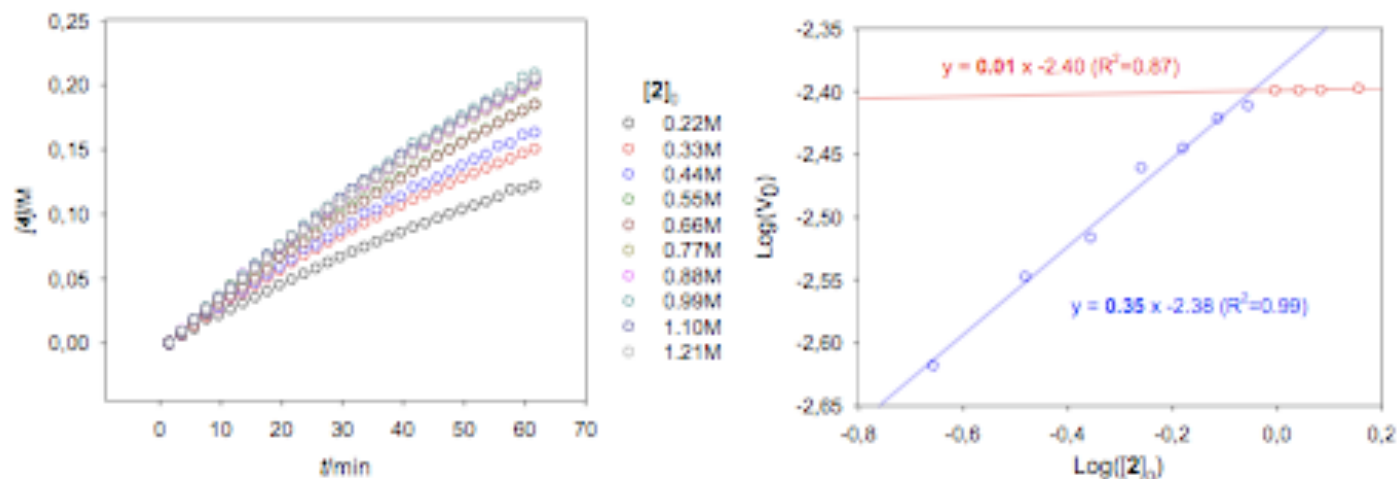 0,25
0,20
0,15
0,10
0,05
0,00
[4]/M
0 10 20 30 40 50 60 70
t/min
[2]₀
0.22M
0.33M
0.44M
0.55M
0.66M
0.77M
0.88M
0.99M
1.10M
1.21M
-2,35
-2,40
-2,45
-2,50
-2,55
-2,60
-2,65
Log(V₀)
y = 0.01 x -2.40 (R²=0.87)
y = 0.35 x -2.38 (R²=0.99)
-0,8 -0,6 -0,4 -0,2 0,0 0,2
Log([2]₀)